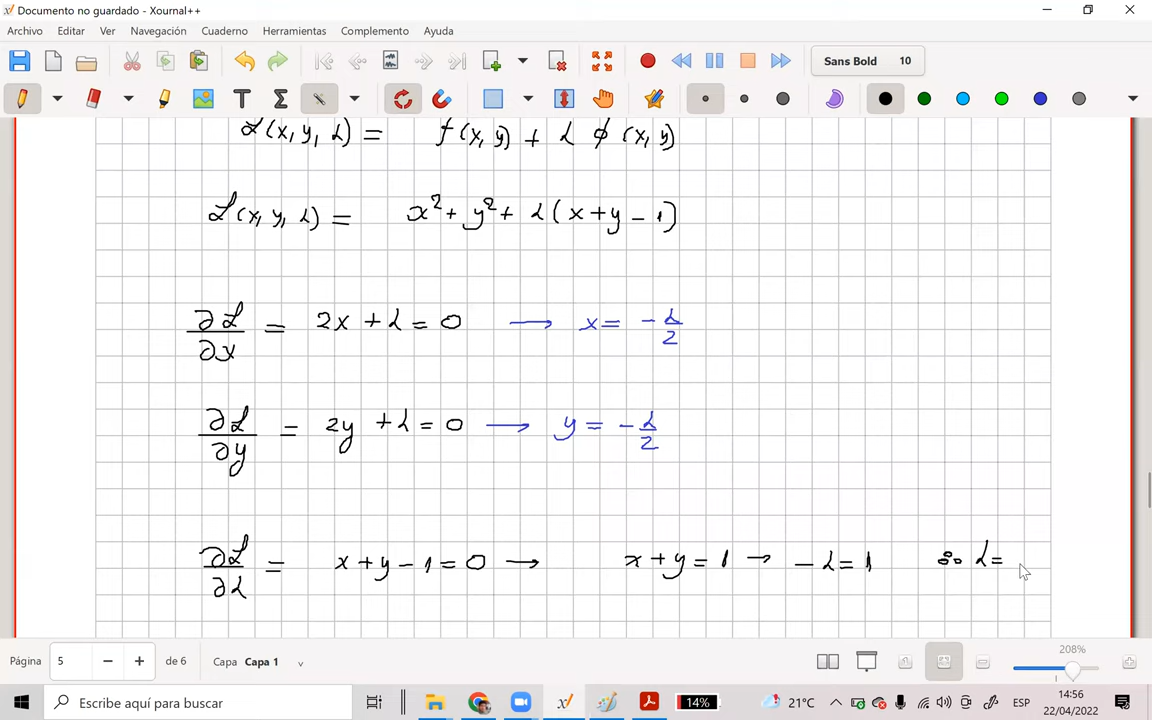 Documento no guardado - Xournal++
Archivo Editar Ver Navegación Cuaderno Herramientas Complemento Ayuda
Sans Bold 10
ℒ(x, y, λ) = f(x, y) + λ ϕ(x, y)
ℒ(x, y, λ) = x² + y² + λ(x + y - 1)
∂ℒ/∂x = 2x + λ = 0 → x = -λ/2
∂ℒ/∂y = 2y + λ = 0 → y = -λ/2
∂ℒ/∂λ = x + y - 1 = 0 → x + y = 1 → -λ = 1 ∴ λ =
Página 5 de 6 Capa Capa 1 208%
Escribe aquí para buscar 14% 21°C ESP 14:56
22/04/2022